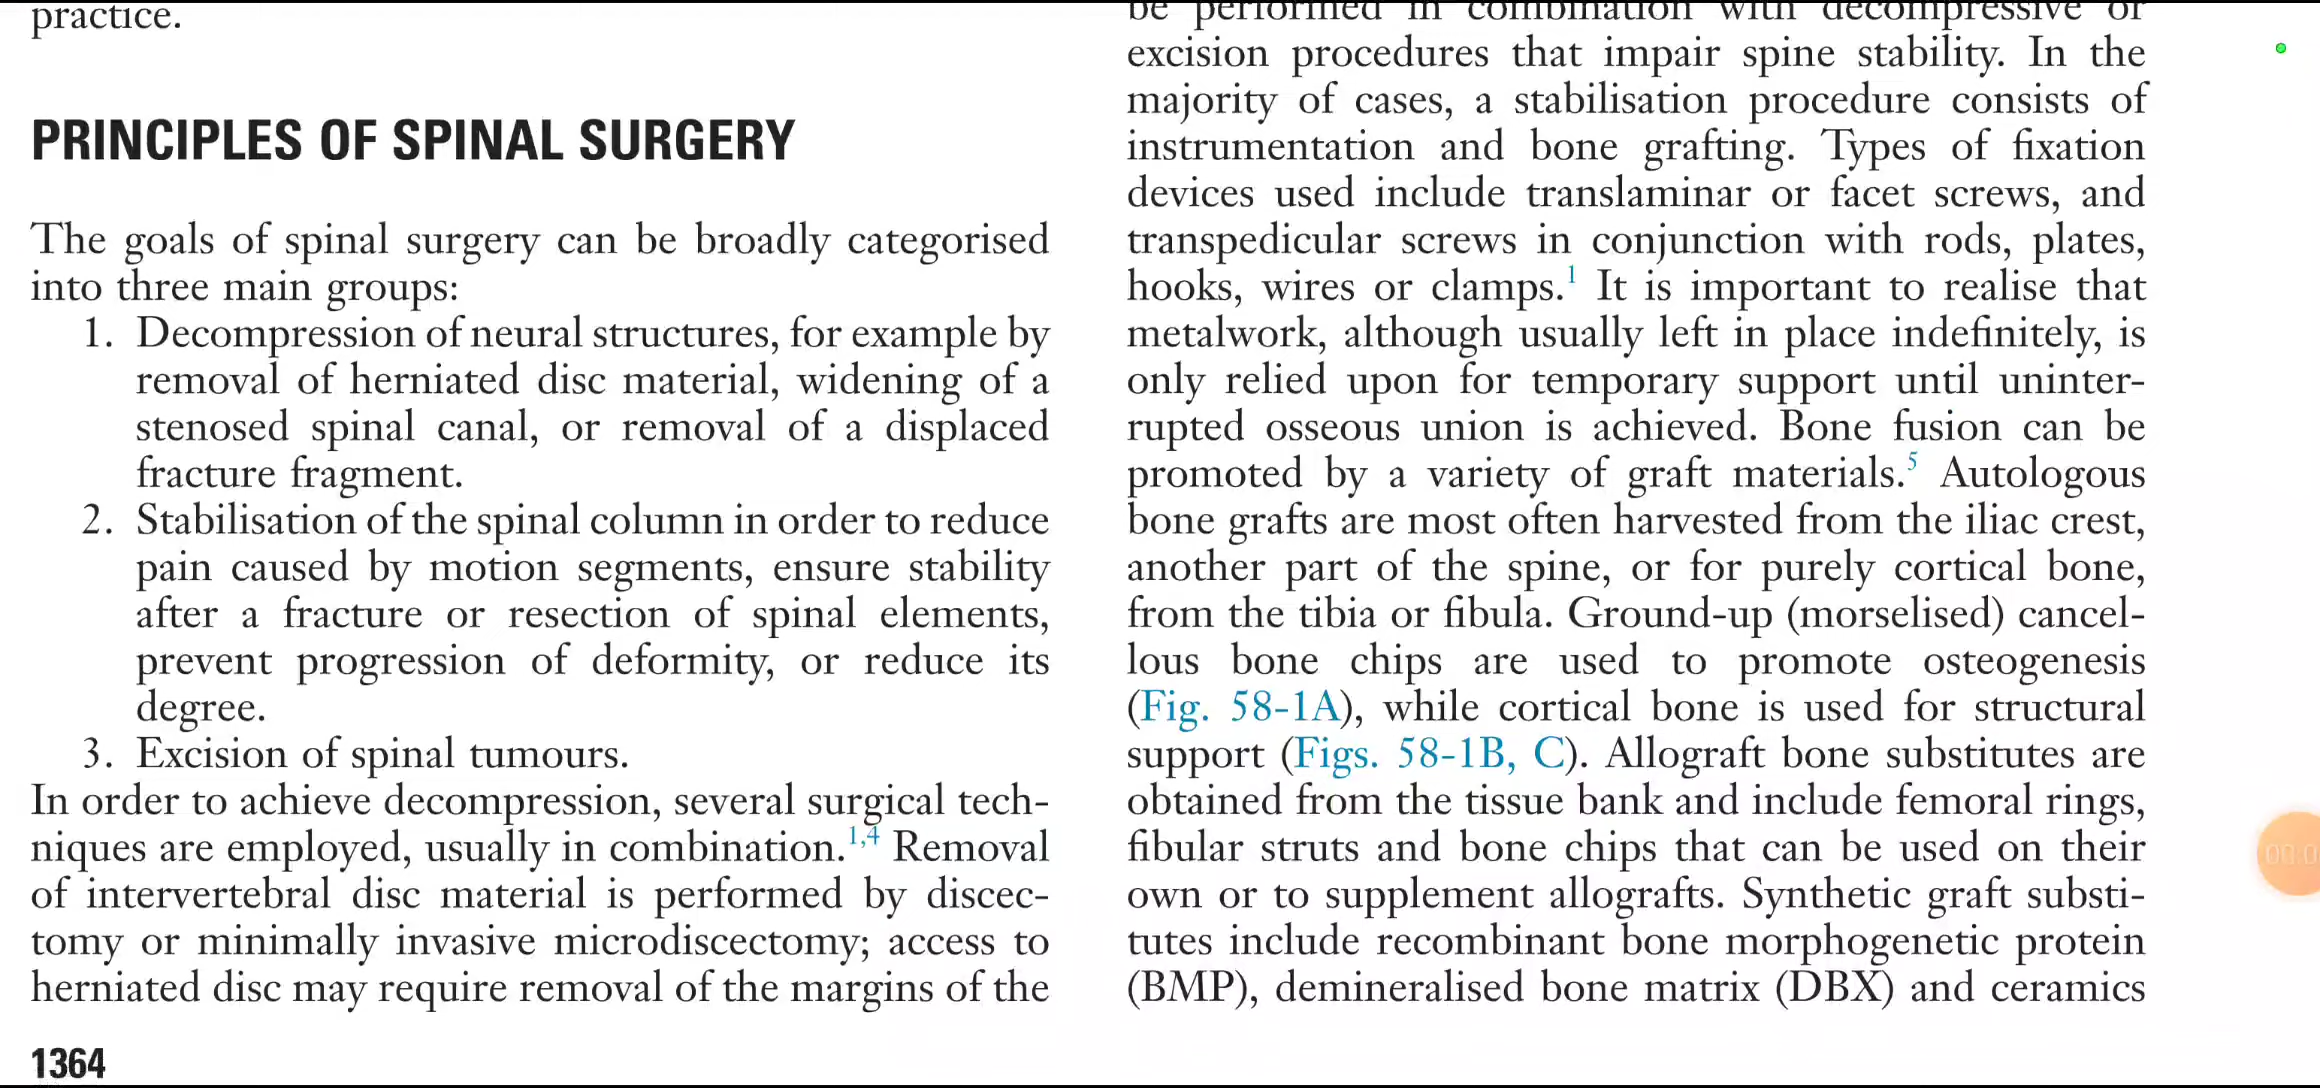 practice.
PRINCIPLES OF SPINAL SURGERY
The goals of spinal surgery can be broadly categorised
into three main groups:
1. Decompression of neural structures, for example by
removal of herniated disc material, widening of a
stenosed spinal canal, or removal of a displaced
fracture fragment.
2. Stabilisation of the spinal column in order to reduce
pain caused by motion segments, ensure stability
after a fracture or resection of spinal elements,
prevent progression of deformity, or reduce its
degree.
3. Excision of spinal tumours.
In order to achieve decompression, several surgical tech-
niques are employed, usually in combination.1,4 Removal
of intervertebral disc material is performed by discec-
tomy or minimally invasive microdiscectomy; access to
herniated disc may require removal of the margins of the
1364
be performed in combination with decompressive or
excision procedures that impair spine stability. In the
majority of cases, a stabilisation procedure consists of
instrumentation and bone grafting. Types of fixation
devices used include translaminar or facet screws, and
transpedicular screws in conjunction with rods, plates,
hooks, wires or clamps.1 It is important to realise that
metalwork, although usually left in place indefinitely, is
only relied upon for temporary support until uninter-
rupted osseous union is achieved. Bone fusion can be
promoted by a variety of graft materials.5 Autologous
bone grafts are most often harvested from the iliac crest,
another part of the spine, or for purely cortical bone,
from the tibia or fibula. Ground-up (morselised) cancel-
lous bone chips are used to promote osteogenesis
(Fig. 58-1A), while cortical bone is used for structural
support (Figs. 58-1B, C). Allograft bone substitutes are
obtained from the tissue bank and include femoral rings,
fibular struts and bone chips that can be used on their
own or to supplement allografts. Synthetic graft substi-
tutes include recombinant bone morphogenetic protein
(BMP), demineralised bone matrix (DBX) and ceramics